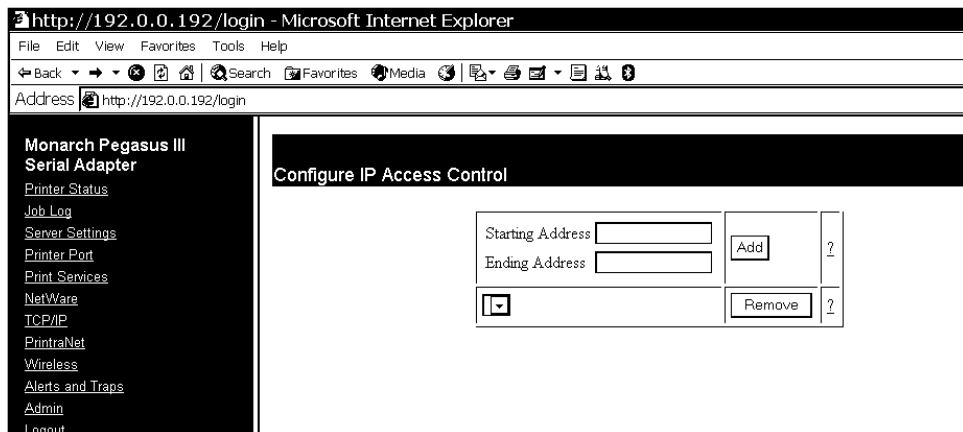 http://192.0.0.192/login - Microsoft Internet Explorer
File Edit View Favorites Tools Help
Back Search Favorites Media
Address http://192.0.0.192/login
Monarch Pegasus III
Serial Adapter
Printer Status
Job Log
Server Settings
Printer Port
Print Services
NetWare
TCP/IP
PrintraNet
Wireless
Alerts and Traps
Admin
Logout
Configure IP Access Control
Starting Address
Ending Address
Add
?
Remove
?